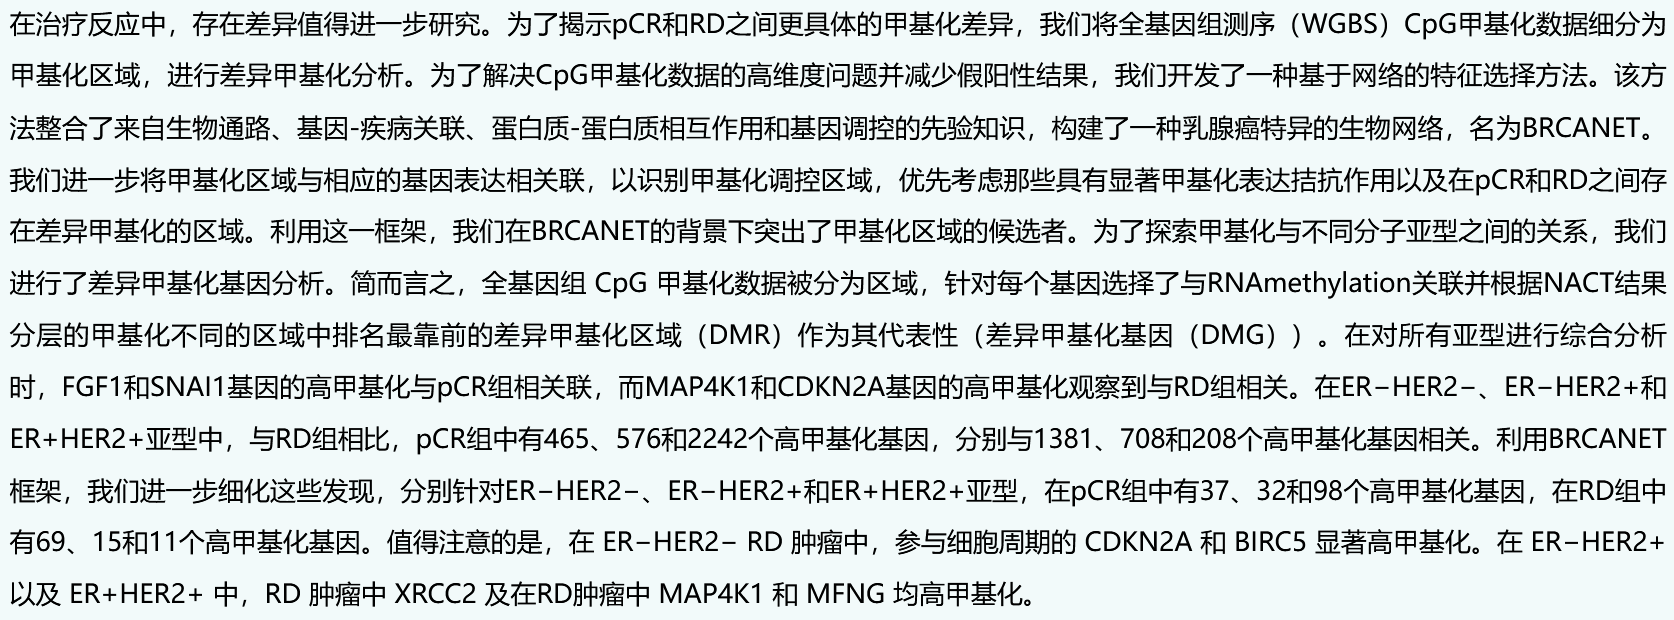 在治疗反应中，存在差异值得进一步研究。为了揭示pCR和RD之间更具体的甲基化差异，我们将全基因组测序（WGBS）CpG甲基化数据细分为
甲基化区域，进行差异甲基化分析。为了解决CpG甲基化数据的高维度问题并减少假阳性结果，我们开发了一种基于网络的特征选择方法。该方
法整合了来自生物通路、基因-疾病关联、蛋白质-蛋白质相互作用和基因调控的先验知识，构建了一种乳腺癌特异的生物网络，名为BRCANET。
我们进一步将甲基化区域与相应的基因表达相关联，以识别甲基化调控区域，优先考虑那些具有显著甲基化表达拮抗作用以及在pCR和RD之间存
在差异甲基化的区域。利用这一框架，我们在BRCANET的背景下突出了甲基化区域的候选者。为了探索甲基化与不同分子亚型之间的关系，我们
进行了差异甲基化基因分析。简而言之，全基因组 CpG 甲基化数据被分为区域，针对每个基因选择了与RNAmethylation关联并根据NACT结果
分层的甲基化不同的区域中排名最靠前的差异甲基化区域（DMR）作为其代表性（差异甲基化基因（DMG））。在对所有亚型进行综合分析
时，FGF1和SNAI1基因的高甲基化与pCR组相关联，而MAP4K1和CDKN2A基因的高甲基化观察到与RD组相关。在ER−HER2−、ER−HER2+和
ER+HER2+亚型中，与RD组相比，pCR组中有465、576和2242个高甲基化基因，分别与1381、708和208个高甲基化基因相关。利用BRCANET
框架，我们进一步细化这些发现，分别针对ER−HER2−、ER−HER2+和ER+HER2+亚型，在pCR组中有37、32和98个高甲基化基因，在RD组中
有69、15和11个高甲基化基因。值得注意的是，在 ER−HER2− RD 肿瘤中，参与细胞周期的 CDKN2A 和 BIRC5 显著高甲基化。在 ER−HER2+
以及 ER+HER2+ 中，RD 肿瘤中 XRCC2 及在RD肿瘤中 MAP4K1 和 MFNG 均高甲基化。